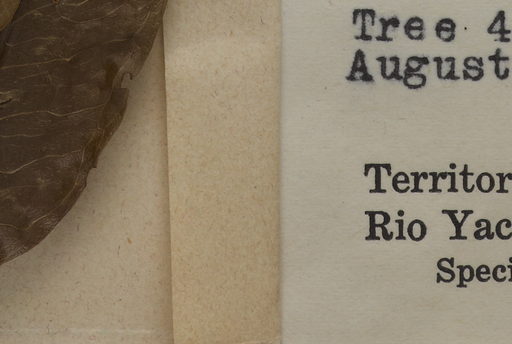 Tree 4
August
Territor
Rio Yac
Speci